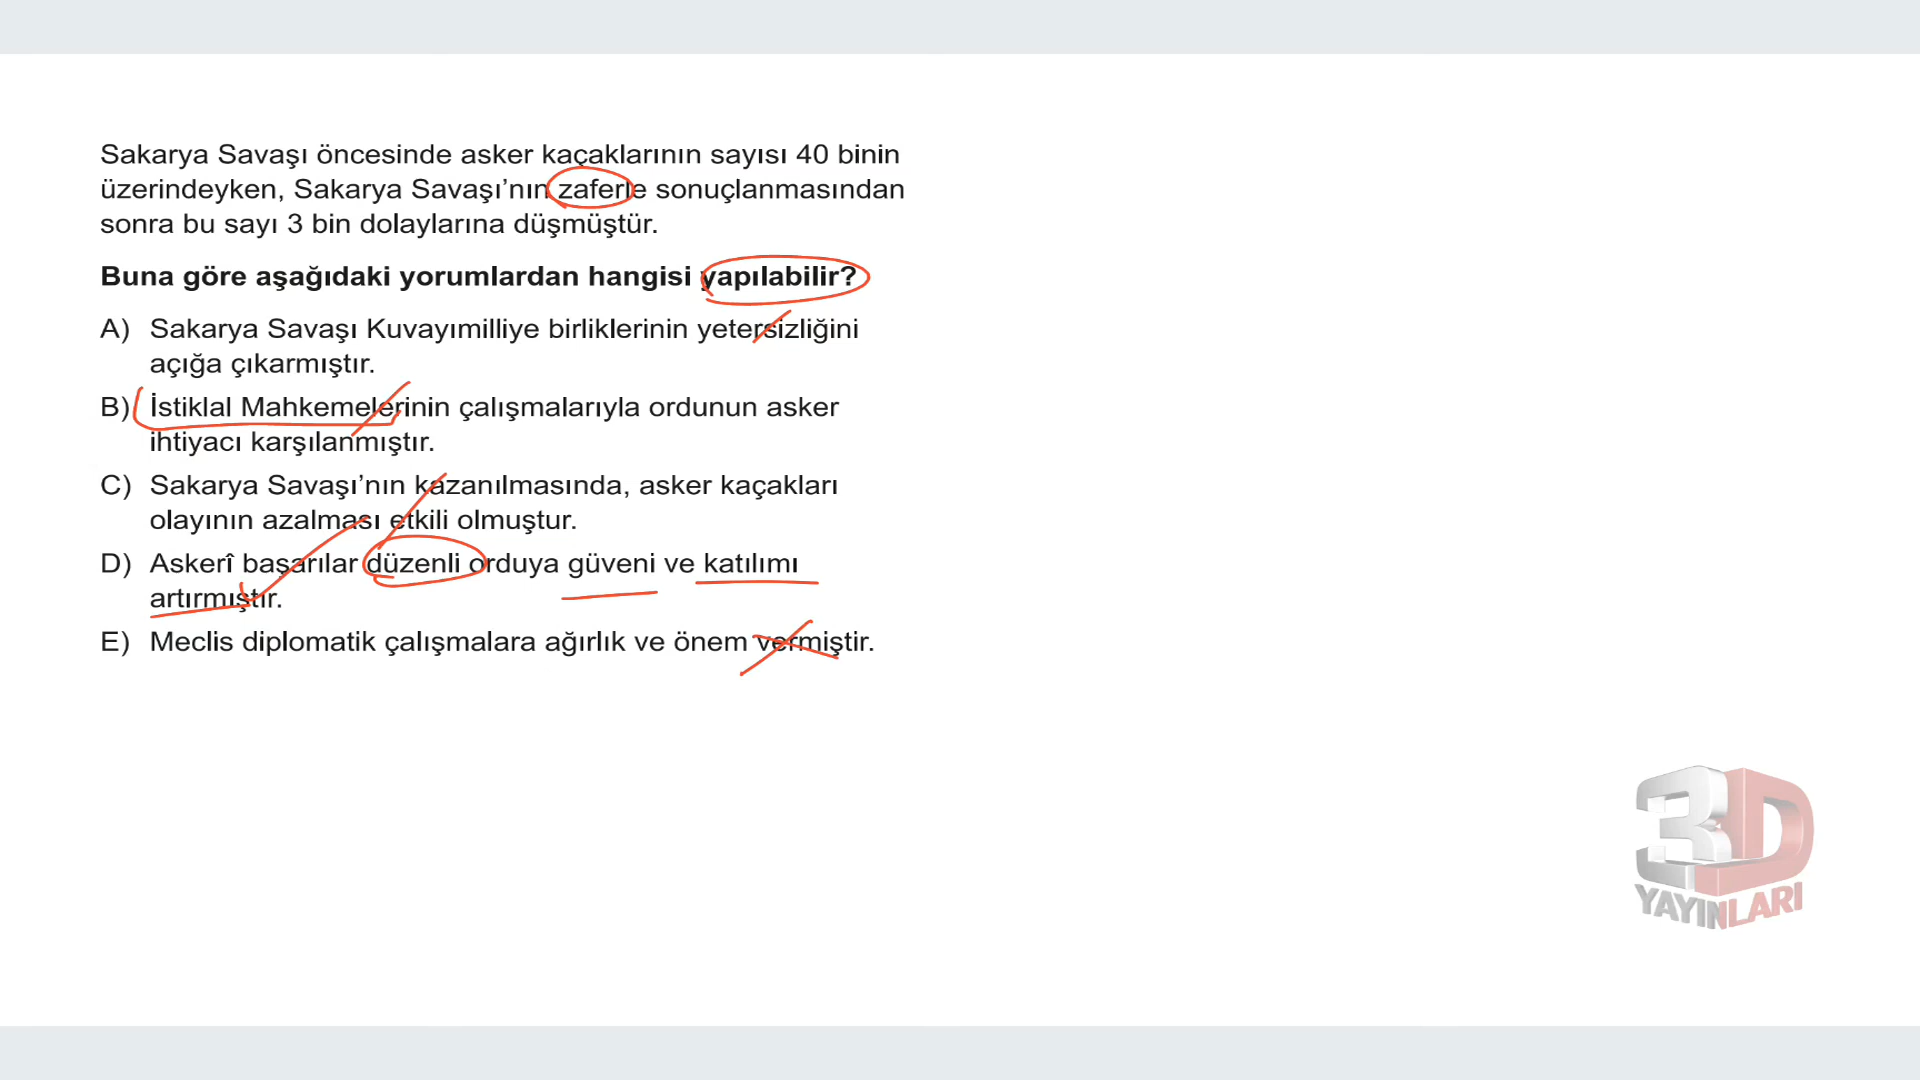 Sakarya Savaşı öncesinde asker kaçaklarının sayısı 40 binin
üzerindeyken, Sakarya Savaşı’nın zaferle sonuçlanmasından
sonra bu sayı 3 bin dolaylarına düşmüştür.
Buna göre aşağıdaki yorumlardan hangisi yapılabilir?
A) Sakarya Savaşı Kuvayımilliye birliklerinin yetersizliğini
açığa çıkarmıştır.
B) İstiklal Mahkemelerinin çalışmalarıyla ordunun asker
ihtiyacı karşılanmıştır.
C) Sakarya Savaşı’nın kazanılmasında, asker kaçakları
olayının azalması etkili olmuştur.
D) Askerî başarılar düzenli orduya güveni ve katılımı
artırmıştır.
E) Meclis diplomatik çalışmalara ağırlık ve önem vermiştir.
3D
YAYINLARI